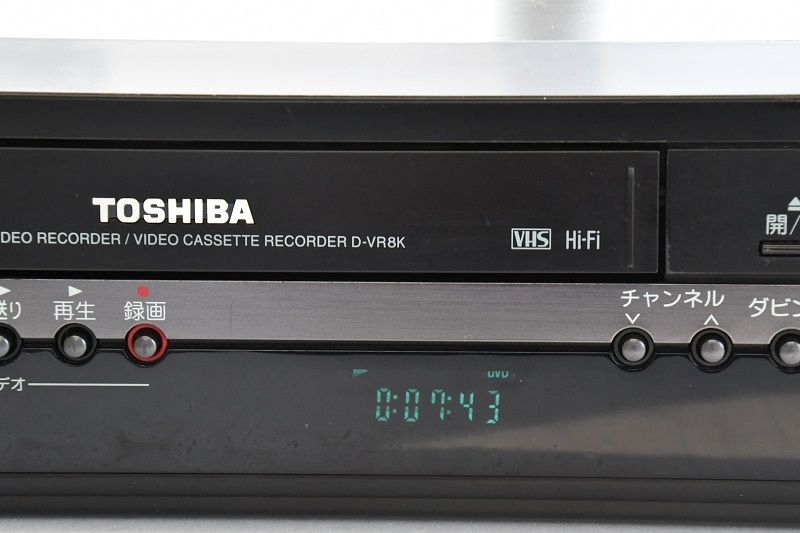 TOSHIBA
DEO RECORDER / VIDEO CASSETTE RECORDER D-VR8K
VHS Hi-Fi
開/
送り 再生 録画
チャンネル
ダビン
デオ
DVD
0:07:43